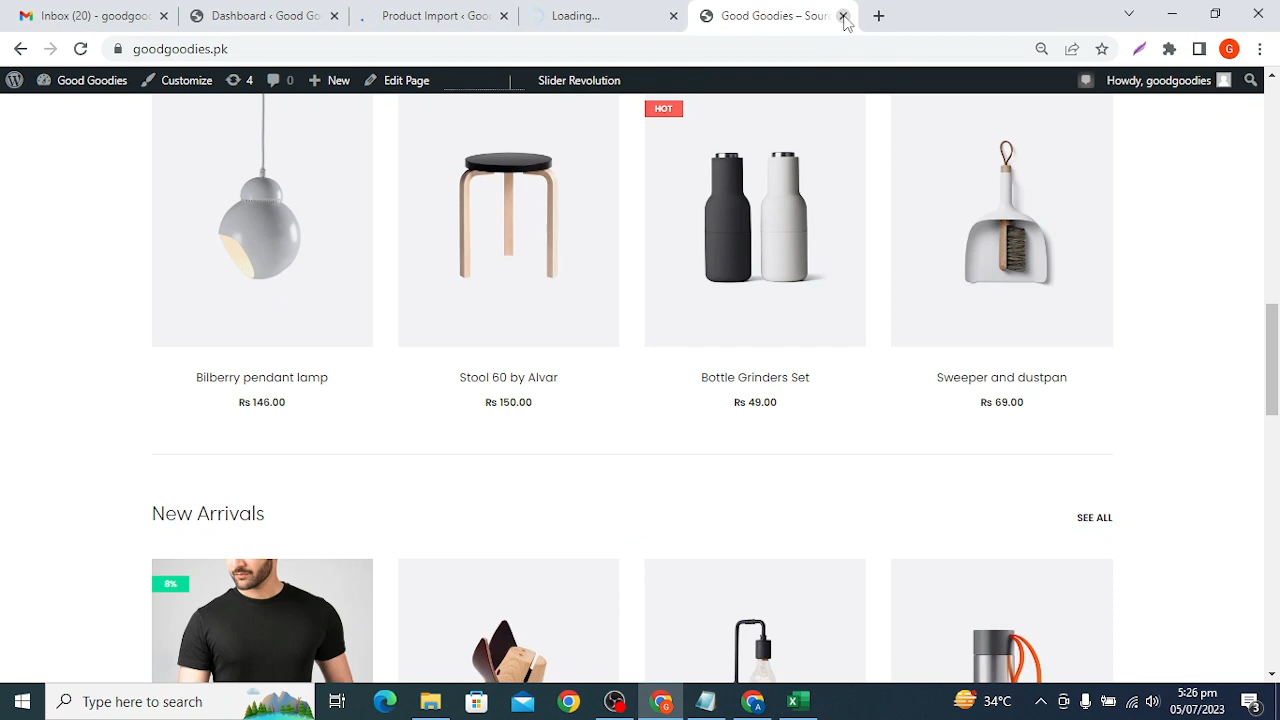 Inbox (20) - goodgoo
Dashboard ‹ Good Go
Product Import ‹ Goo
Loading...
Good Goodies – Sour
goodgoodies.pk
G
Good Goodies
Customize
4
0
New
Edit Page
Slider Revolution
Howdy, goodgoodies
HOT
Bilberry pendant lamp
Stool 60 by Alvar
Bottle Grinders Set
Sweeper and dustpan
Rs 146.00
Rs 150.00
Rs 49.00
Rs 69.00
New Arrivals
SEE ALL
8%
Type here to search
G
A
34°C
5:26 pm
05/07/2023
3